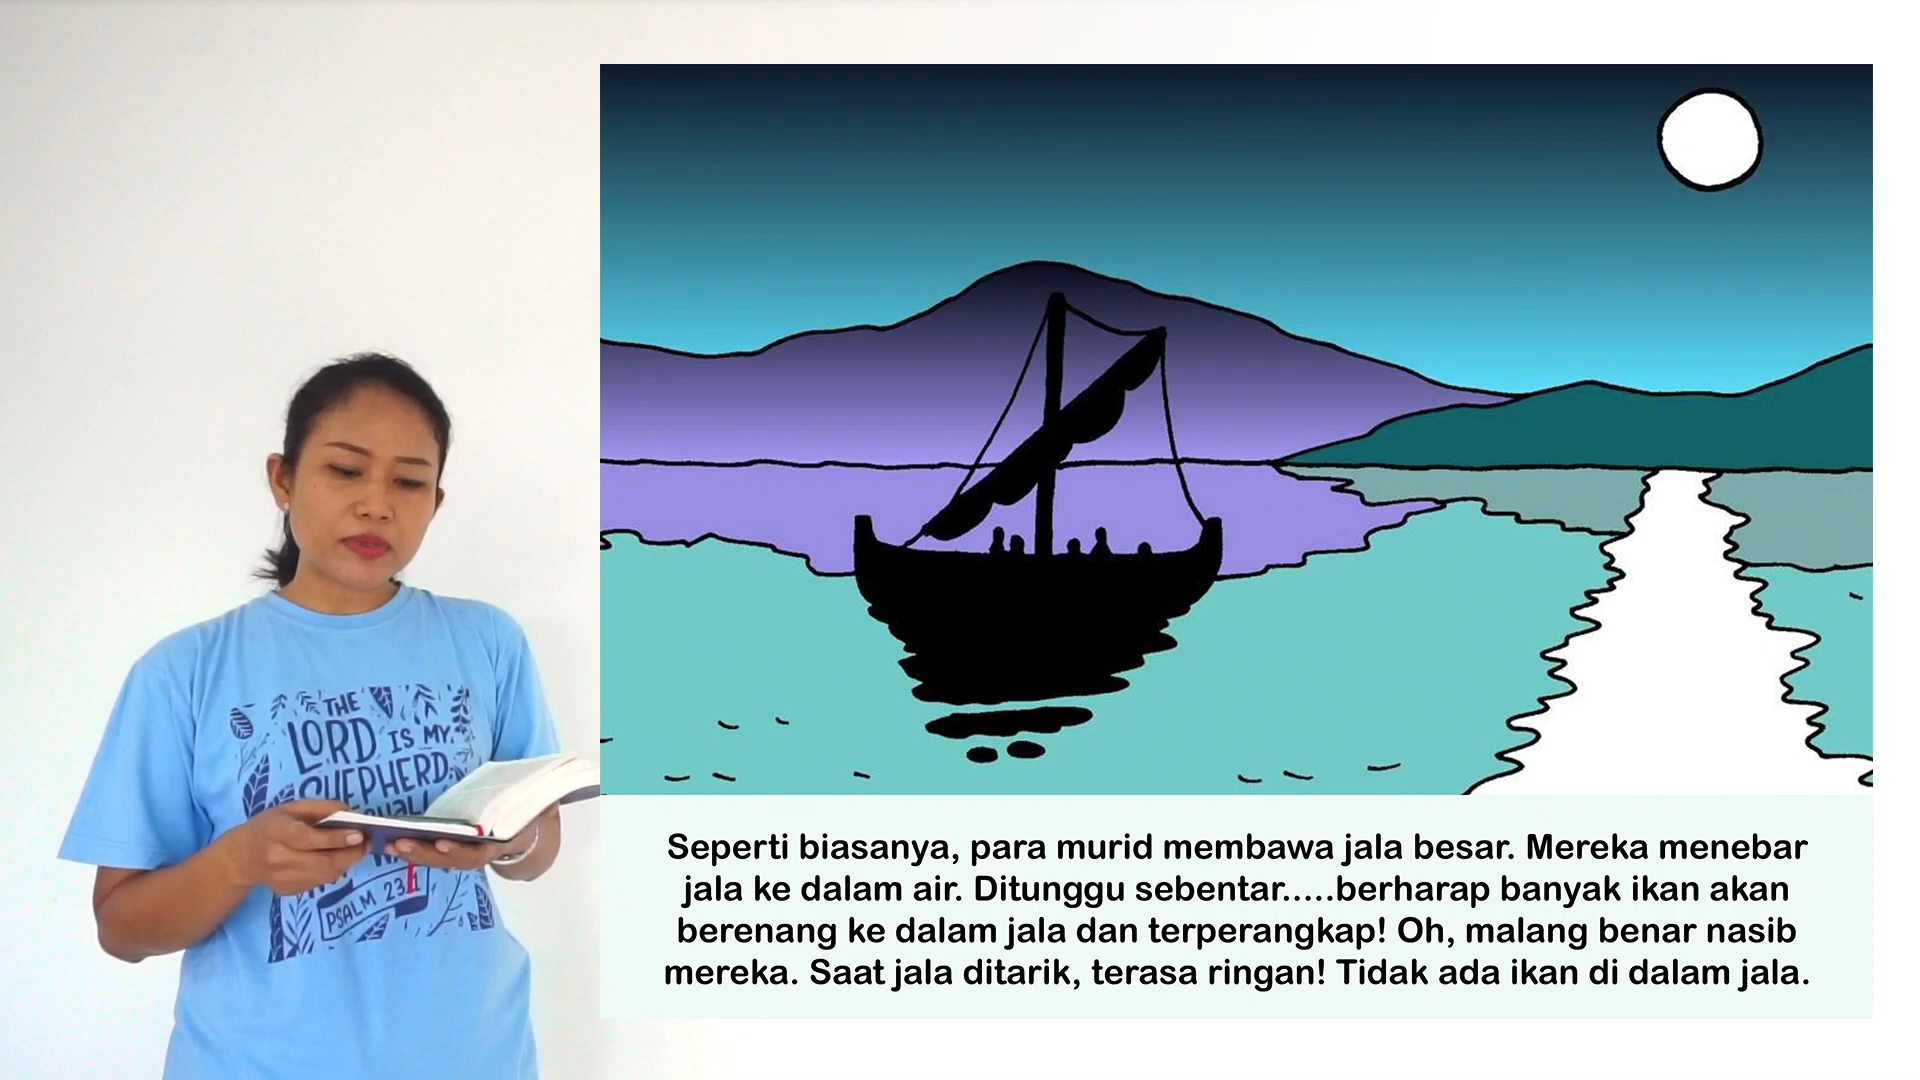 THE
LORD IS MY
SHEPHERD
PSALM 23:1
Seperti biasanya, para murid membawa jala besar. Mereka menebar
jala ke dalam air. Ditunggu sebentar.....berharap banyak ikan akan
berenang ke dalam jala dan terperangkap! Oh, malang benar nasib
mereka. Saat jala ditarik, terasa ringan! Tidak ada ikan di dalam jala.